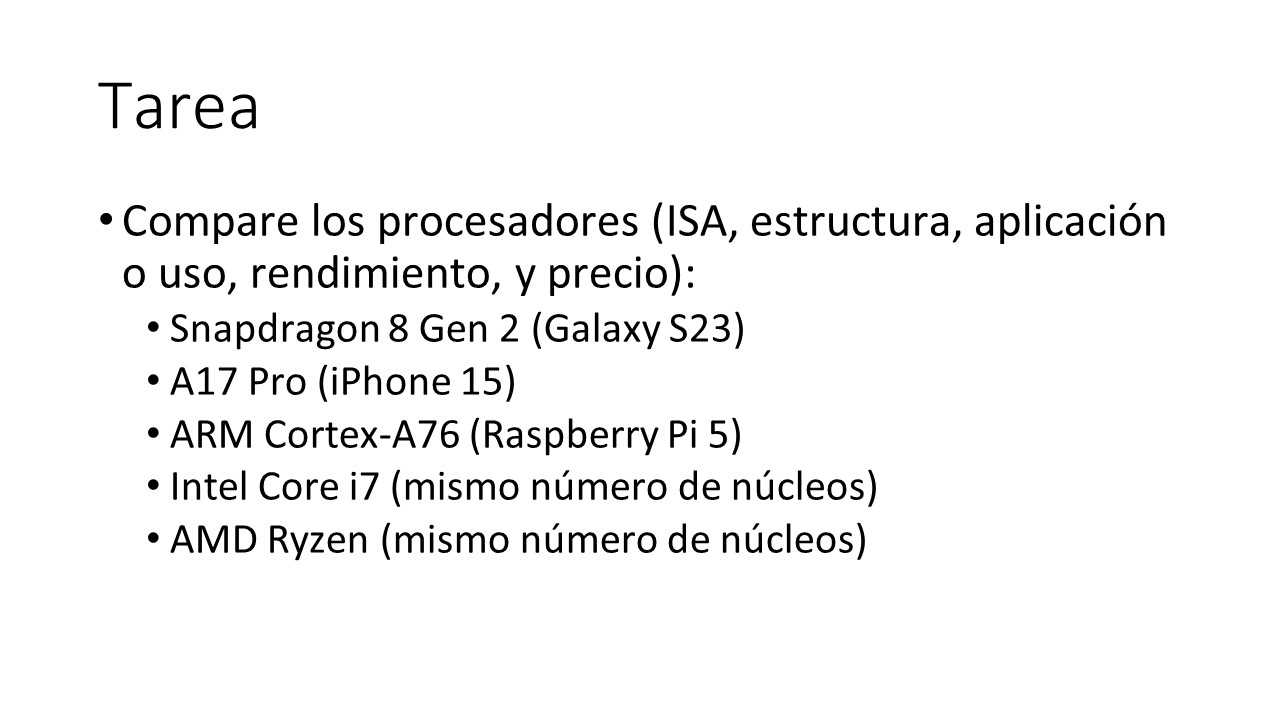 Tarea
• Compare los procesadores (ISA, estructura, aplicación
o uso, rendimiento, y precio):
• Snapdragon 8 Gen 2 (Galaxy S23)
• A17 Pro (iPhone 15)
• ARM Cortex-A76 (Raspberry Pi 5)
• Intel Core i7 (mismo número de núcleos)
• AMD Ryzen (mismo número de núcleos)